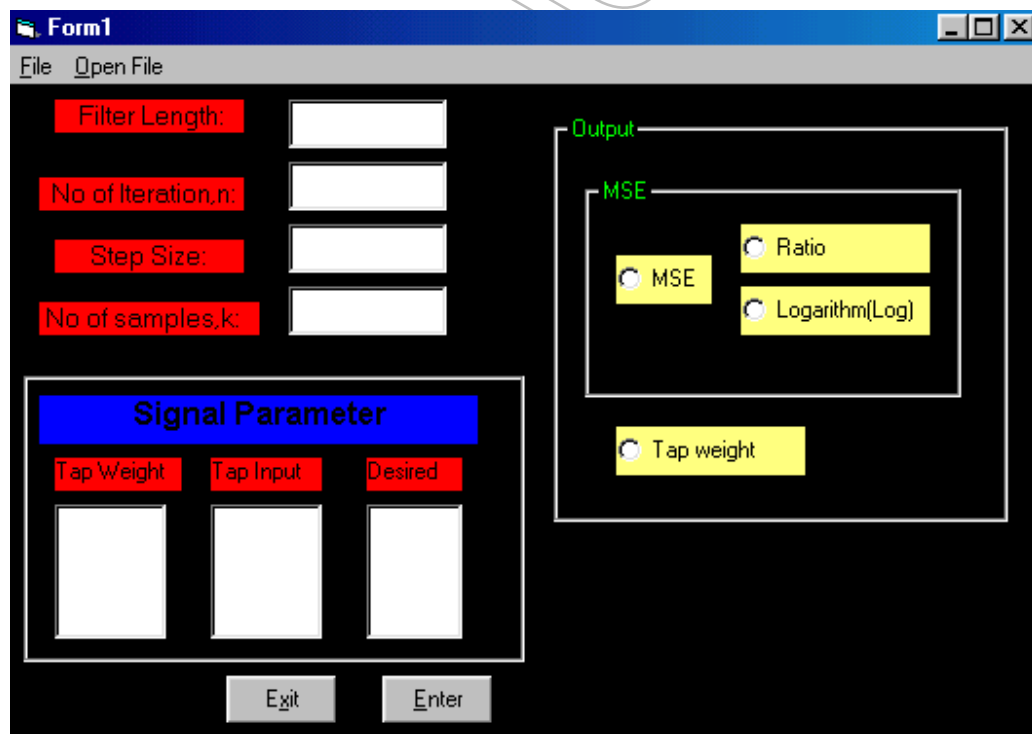 Form1
File Open File
Filter Length:
No of Iteration,n:
Step Size:
No of samples,k:
Signal Parameter
Tap Weight Tap Input Desired
Exit Enter
Output
MSE
MSE
Ratio
Logarithm(Log)
Tap weight